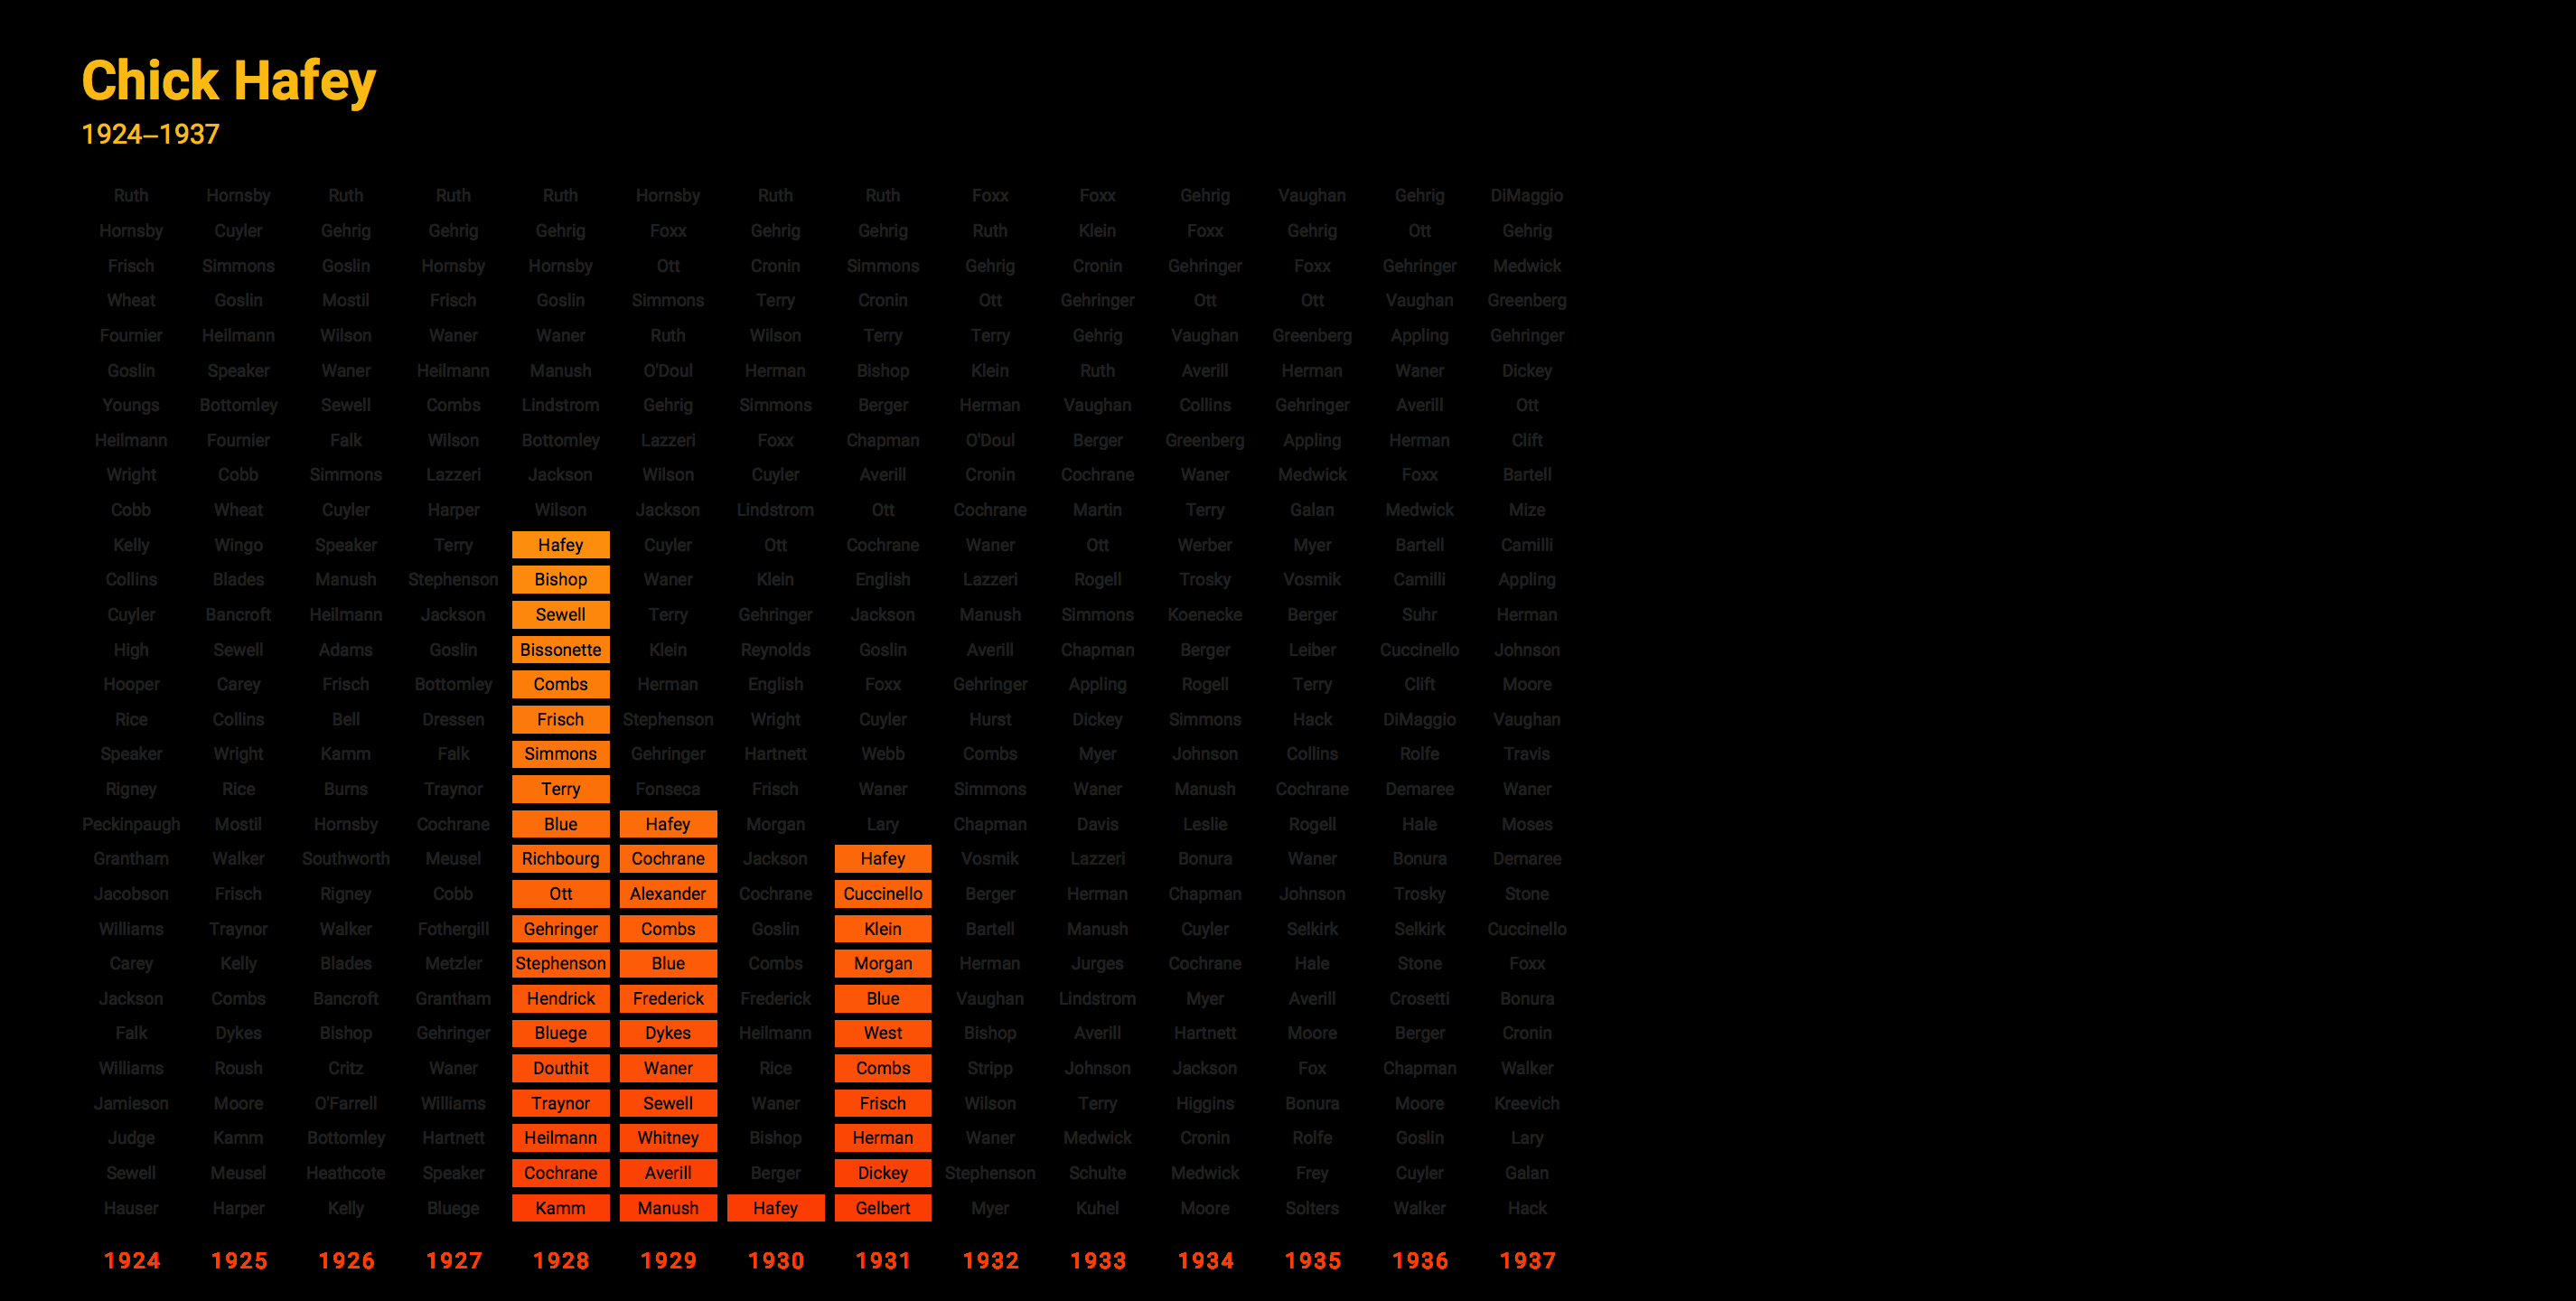 Chick Hafey
1924–1937
Ruth Hornsby Ruth Ruth Ruth Hornsby Ruth Ruth Foxx Foxx Gehrig Vaughan Gehrig DiMaggio
Hornsby Cuyler Gehrig Gehrig Gehrig Foxx Gehrig Gehrig Ruth Klein Foxx Gehrig Ott Gehrig
Frisch Simmons Goslin Hornsby Hornsby Ott Cronin Simmons Gehrig Cronin Gehringer Foxx Gehringer Medwick
Wheat Goslin Mostil Frisch Goslin Simmons Terry Cronin Ott Gehringer Ott Ott Vaughan Greenberg
Fournier Heilmann Wilson Waner Waner Ruth Wilson Terry Terry Gehrig Vaughan Greenberg Appling Gehringer
Goslin Speaker Waner Heilmann Manush O'Doul Herman Bishop Klein Ruth Averill Herman Waner Dickey
Youngs Bottomley Sewell Combs Lindstrom Gehrig Simmons Berger Herman Vaughan Collins Gehringer Averill Ott
Heilmann Fournier Falk Wilson Bottomley Lazzeri Foxx Chapman O'Doul Berger Greenberg Appling Herman Clift
Wright Cobb Simmons Lazzeri Jackson Wilson Cuyler Averill Cronin Cochrane Waner Medwick Foxx Bartell
Cobb Wheat Cuyler Harper Wilson Jackson Lindstrom Ott Cochrane Martin Terry Galan Medwick Mize
Kelly Wingo Speaker Terry Hafey Cuyler Ott Cochrane Waner Ott Werber Myer Bartell Camilli
Collins Blades Manush Stephenson Bishop Waner Klein English Lazzeri Rogell Trosky Vosmik Camilli Appling
Cuyler Bancroft Heilmann Jackson Sewell Terry Gehringer Jackson Manush Simmons Koenecke Berger Suhr Herman
High Sewell Adams Goslin Bissonette Klein Reynolds Goslin Averill Chapman Berger Leiber Cuccinello Johnson
Hooper Carey Frisch Bottomley Combs Herman English Foxx Gehringer Appling Rogell Terry Clift Moore
Rice Collins Bell Dressen Frisch Stephenson Wright Cuyler Hurst Dickey Simmons Hack DiMaggio Vaughan
Speaker Wright Kamm Falk Simmons Gehringer Hartnett Webb Combs Myer Johnson Collins Rolfe Travis
Rigney Rice Burns Traynor Terry Fonseca Frisch Waner Simmons Waner Manush Cochrane Demaree Waner
Peckinpaugh Mostil Hornsby Cochrane Blue Hafey Morgan Lary Chapman Davis Leslie Rogell Hale Moses
Grantham Walker Southworth Meusel Richbourg Cochrane Jackson Hafey Vosmik Lazzeri Bonura Waner Bonura Demaree
Jacobson Frisch Rigney Cobb Ott Alexander Cochrane Cuccinello Berger Herman Chapman Johnson Trosky Stone
Williams Traynor Walker Fothergill Gehringer Combs Goslin Klein Bartell Manush Cuyler Selkirk Selkirk Cuccinello
Carey Kelly Blades Metzler Stephenson Blue Combs Morgan Herman Jurges Cochrane Hale Stone Foxx
Jackson Combs Bancroft Grantham Hendrick Frederick Frederick Blue Vaughan Lindstrom Myer Averill Crosetti Bonura
Falk Dykes Bishop Gehringer Bluege Dykes Heilmann West Bishop Averill Hartnett Moore Berger Cronin
Williams Roush Critz Waner Douthit Waner Rice Combs Stripp Johnson Jackson Fox Chapman Walker
Jamieson Moore O'Farrell Williams Traynor Sewell Waner Frisch Wilson Terry Higgins Bonura Moore Kreevich
Judge Kamm Bottomley Hartnett Heilmann Whitney Bishop Herman Waner Medwick Cronin Rolfe Goslin Lary
Sewell Meusel Heathcote Speaker Cochrane Averill Berger Dickey Stephenson Schulte Medwick Frey Cuyler Galan
Hauser Harper Kelly Bluege Kamm Manush Hafey Gelbert Myer Kuhel Moore Solters Walker Hack
1924 1925 1926 1927 1928 1929 1930 1931 1932 1933 1934 1935 1936 1937